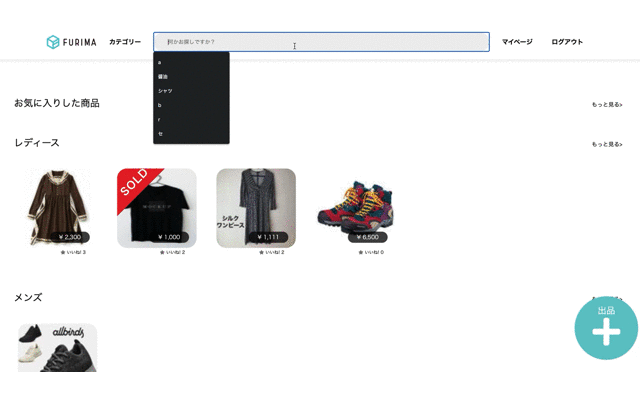 FURIMA
カテゴリー
何かお探しですか?
マイページ
ログアウト
a
醤油
シャツ
b
r
セ
お気に入りした商品
もっと見る>
レディース
もっと見る>
SOLD
シルク
ワンピース
¥ 2,300
¥ 1,000
¥ 1,111
¥ 6,500
★ いいね! 3
★ いいね! 2
★ いいね! 2
★ いいね! 0
メンズ
出品
allbirds